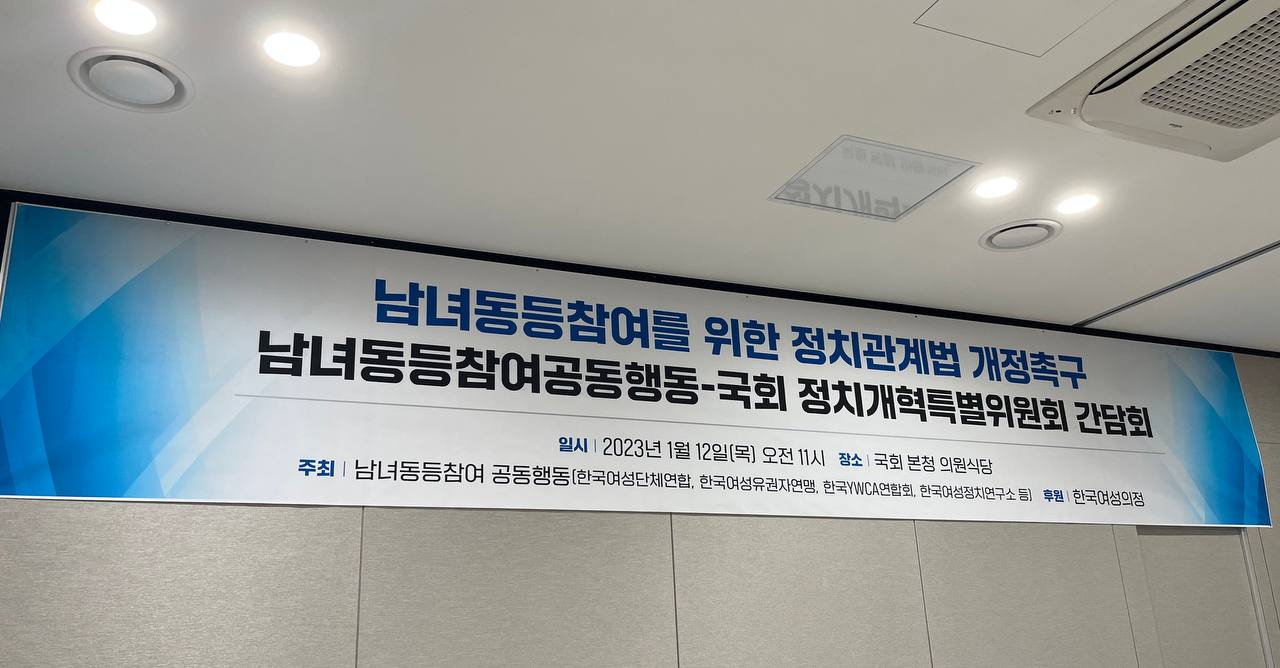 남녀동등참여를 위한 정치관계법 개정촉구
남녀동등참여공동행동-국회 정치개혁특별위원회 간담회
일시 | 2023년 1월 12일(목) 오전 11시 장소 | 국회 본청 의원식당
주최 | 남녀동등참여 공동행동(한국여성단체연합, 한국여성유권자연맹, 한국YWCA연합회, 한국여성정치연구소 등) 후원 | 한국여성의정